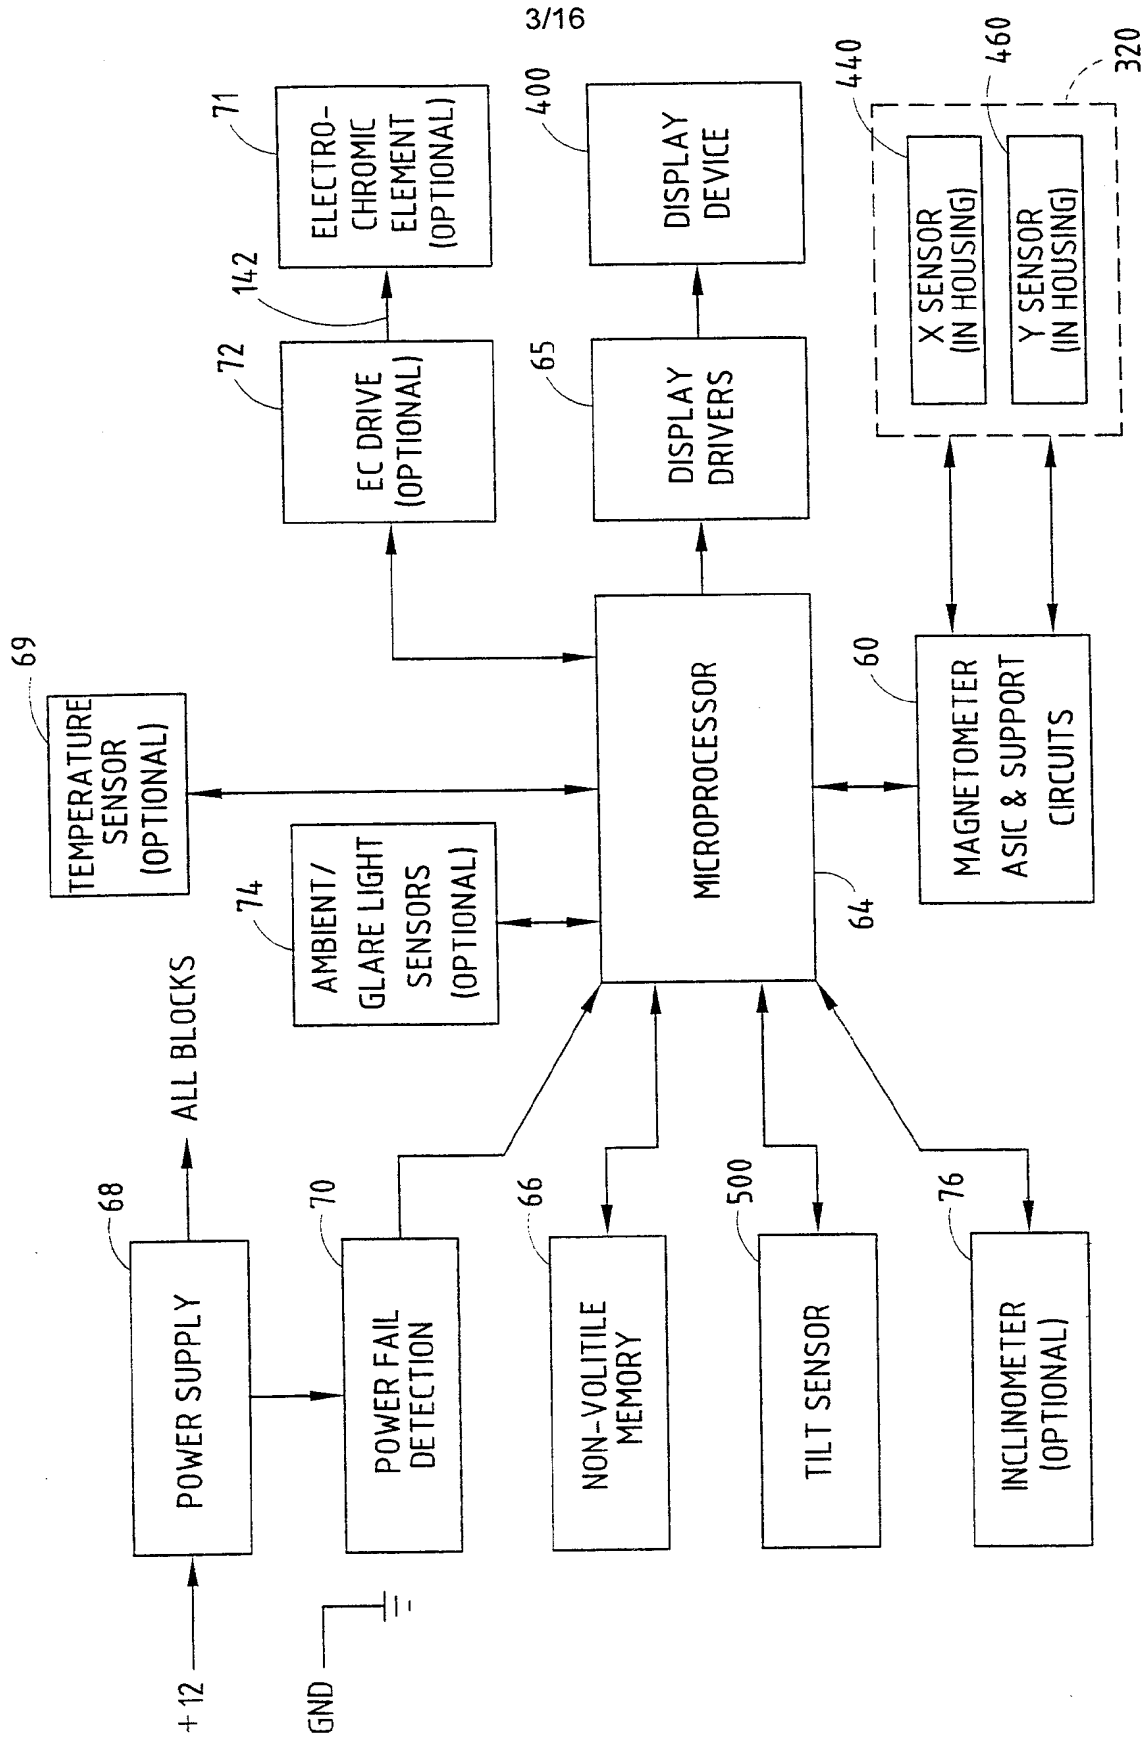 3/16
+12
POWER SUPPLY
68
ALL BLOCKS
TEMPERATURE
SENSOR
(OPTIONAL)
69
GND
POWER FAIL
DETECTION
70
AMBIENT/
GLARE LIGHT
SENSORS
(OPTIONAL)
74
EC DRIVE
(OPTIONAL)
72
142
ELECTRO-
CHROMIC
ELEMENT
(OPTIONAL)
71
NON-VOLITILE
MEMORY
66
MICROPROCESSOR
64
DISPLAY
DRIVERS
65
DISPLAY
DEVICE
400
TILT SENSOR
500
INCLINOMETER
(OPTIONAL)
76
MAGNETOMETER
ASIC & SUPPORT
CIRCUITS
60
X SENSOR
(IN HOUSING)
440
Y SENSOR
(IN HOUSING)
460
320